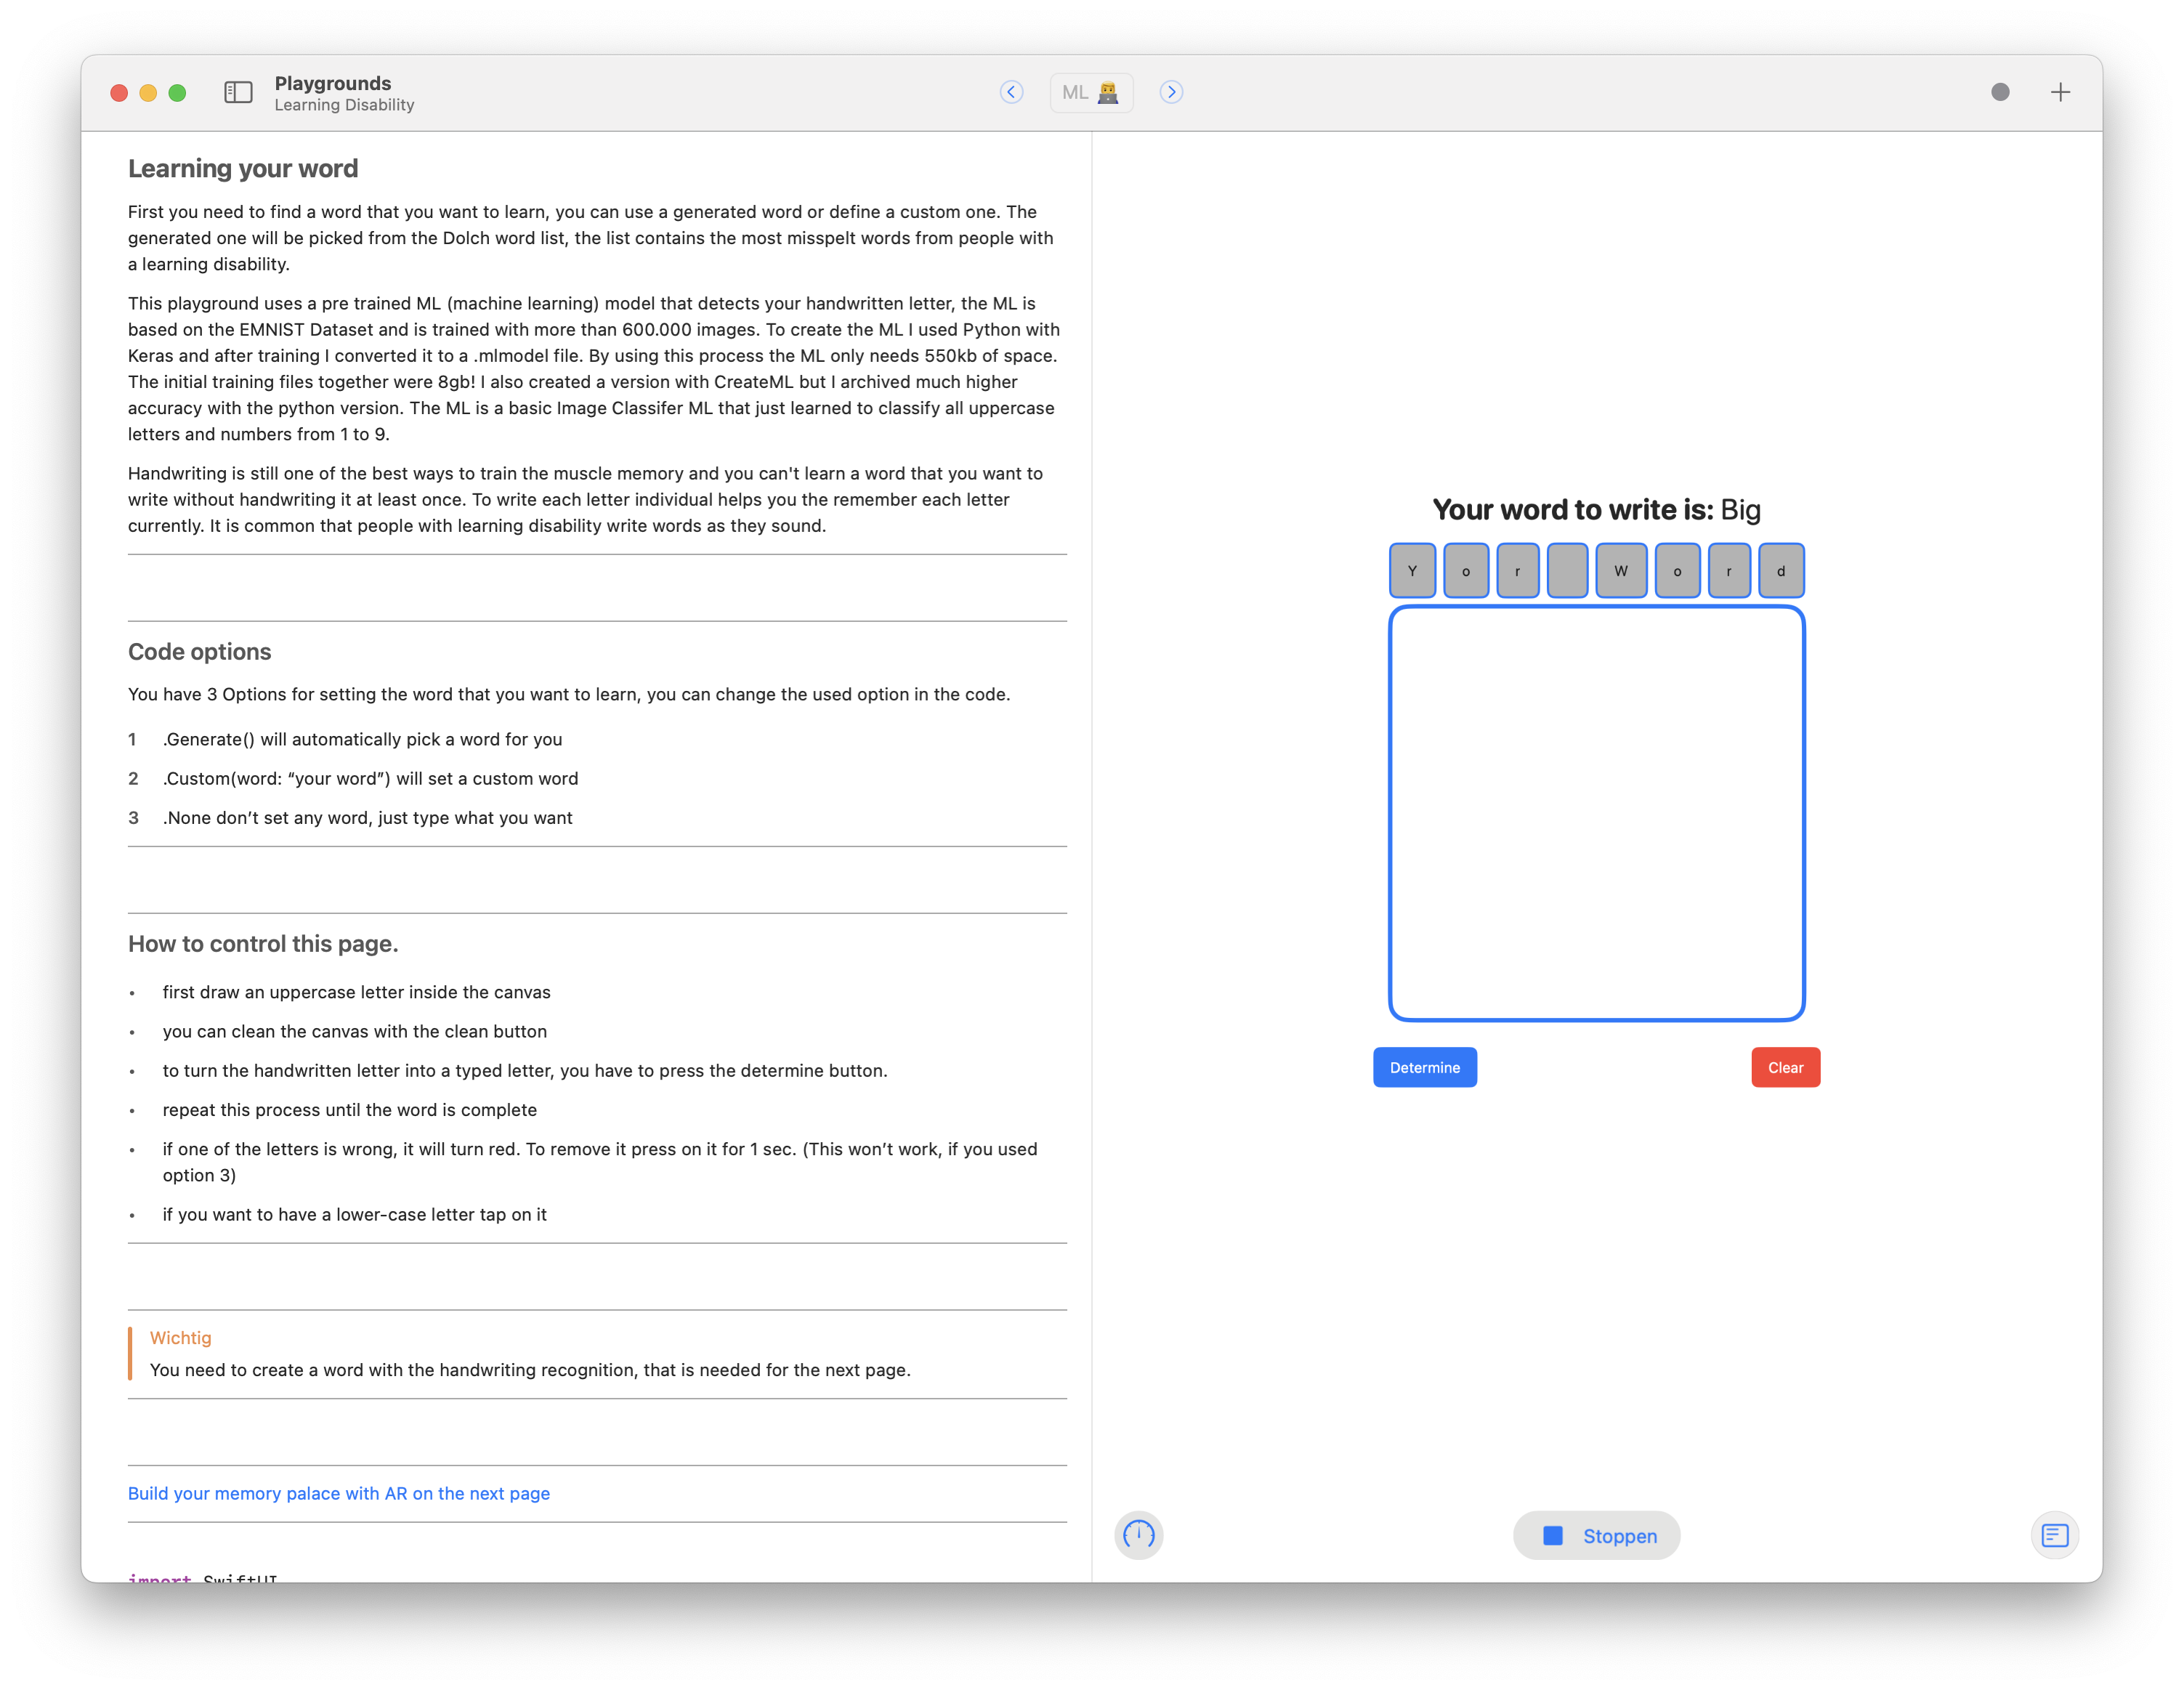 Playgrounds
Learning Disability
ML
Learning your word
First you need to find a word that you want to learn, you can use a generated word or define a custom one. The
generated one will be picked from the Dolch word list, the list contains the most misspelt words from people with
a learning disability.
This playground uses a pre trained ML (machine learning) model that detects your handwritten letter, the ML is
based on the EMNIST Dataset and is trained with more than 600.000 images. To create the ML I used Python with
Keras and after training I converted it to a .mlmodel file. By using this process the ML only needs 550kb of space.
The initial training files together were 8gb! I also created a version with CreateML but I archived much higher
accuracy with the python version. The ML is a basic Image Classifer ML that just learned to classify all uppercase
letters and numbers from 1 to 9.
Handwriting is still one of the best ways to train the muscle memory and you can't learn a word that you want to
write without handwriting it at least once. To write each letter individual helps you the remember each letter
currently. It is common that people with learning disability write words as they sound.
Code options
You have 3 Options for setting the word that you want to learn, you can change the used option in the code.
1 .Generate() will automatically pick a word for you
2 .Custom(word: “your word”) will set a custom word
3 .None don’t set any word, just type what you want
How to control this page.
• first draw an uppercase letter inside the canvas
• you can clean the canvas with the clean button
• to turn the handwritten letter into a typed letter, you have to press the determine button.
• repeat this process until the word is complete
• if one of the letters is wrong, it will turn red. To remove it press on it for 1 sec. (This won’t work, if you used
option 3)
• if you want to have a lower-case letter tap on it
Wichtig
You need to create a word with the handwriting recognition, that is needed for the next page.
Build your memory palace with AR on the next page
import SwiftUI
Your word to write is: Big
Y o r W o r d
Determine
Clear
Stoppen